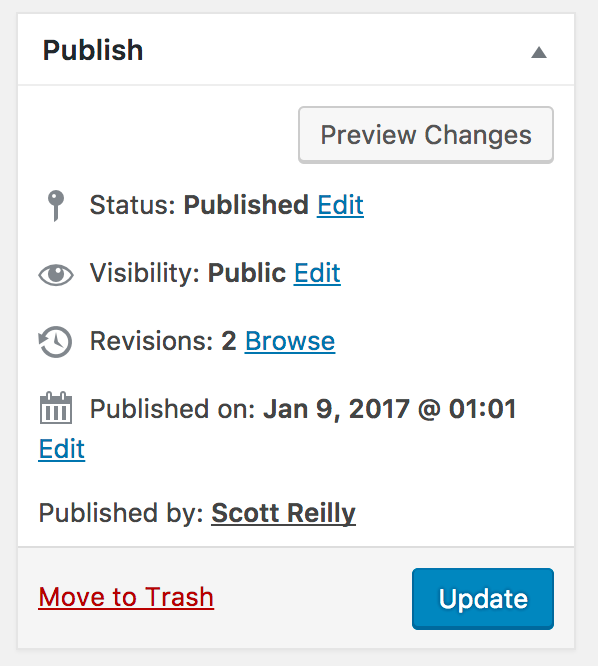 Publish
Preview Changes
Status: Published Edit
Visibility: Public Edit
Revisions: 2 Browse
Published on: Jan 9, 2017 @ 01:01
Edit
Published by: Scott Reilly
Move to Trash Update